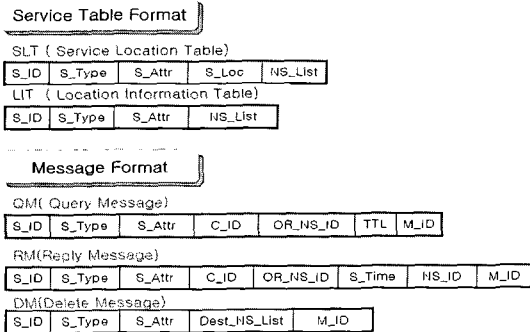 Service Table Format
SLT ( Service Location Table)
S_ID S_Type S_Attr S_Loc NS_List
LIT ( Location Information Table)
S_ID S_Type S_Attr NS_List
Message Format
QM( Query Message)
S_ID S_Type S_Attr C_ID OR_NS_ID TTL M_ID
RM(Reply Message)
S_ID S_Type S_Attr C_ID OR_NS_ID S_Time NS_ID M_ID
DM(Delete Message)
S_ID S_Type S_Attr Dest_NS_List M_ID